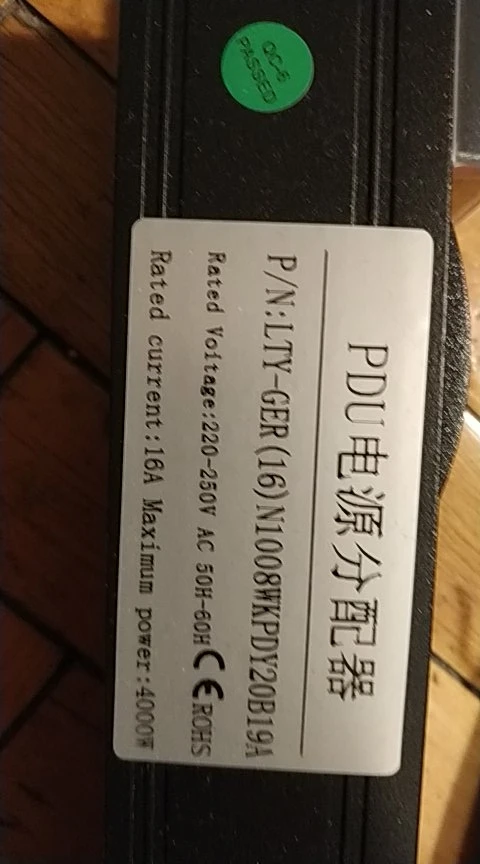 QC-6
PASSED
PDU电源分配器
P/N:LTY-GER(16)N1008WKPDY20B19A
Rated Voltage:220-250V AC 50H-60H CE ROHS
Rated current:16A Maximum power:4000W